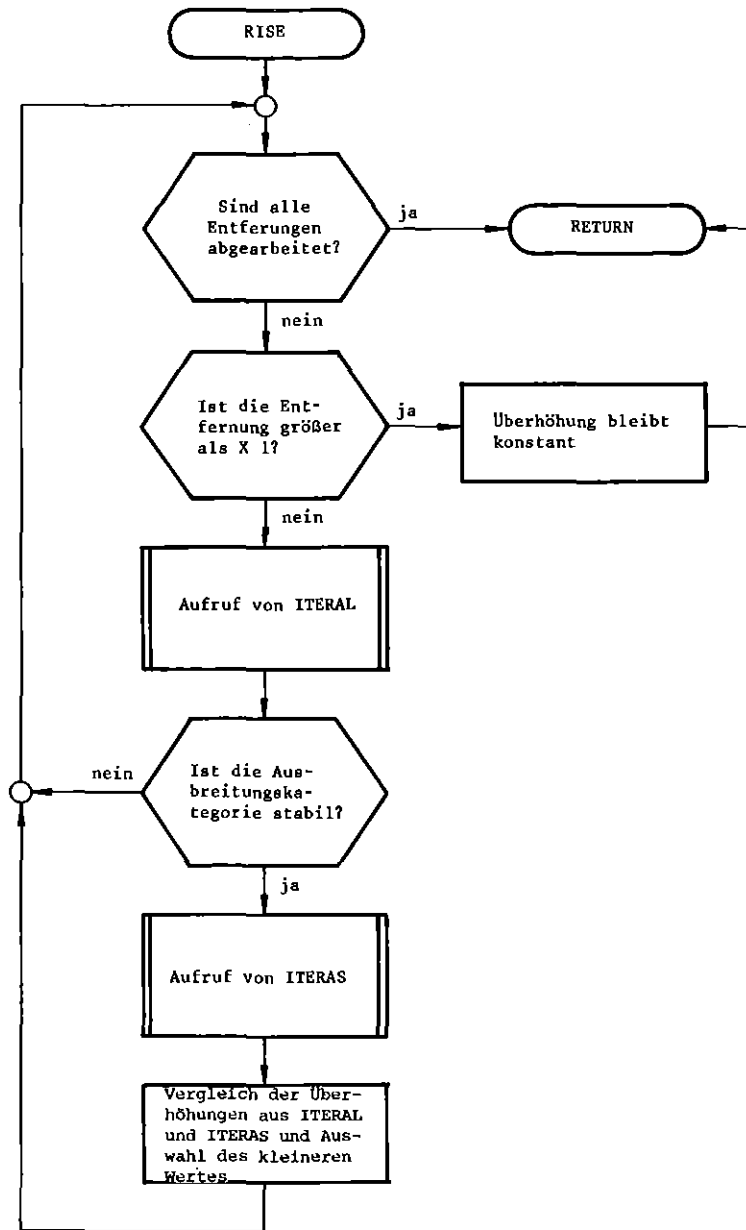 RISE
Sind alle
Entferungen
abgearbeitet?
ja
RETURN
nein
Ist die Ent-
fernung größer
als X 1?
ja
Überhöhung bleibt
konstant
nein
Aufruf von ITERAL
nein
Ist die Aus-
breitungska-
tegorie stabil?
ja
Aufruf von ITERAS
Vergleich der Über-
höhungen aus ITERAL
und ITERAS und Aus-
wahl des kleineren
Wertes